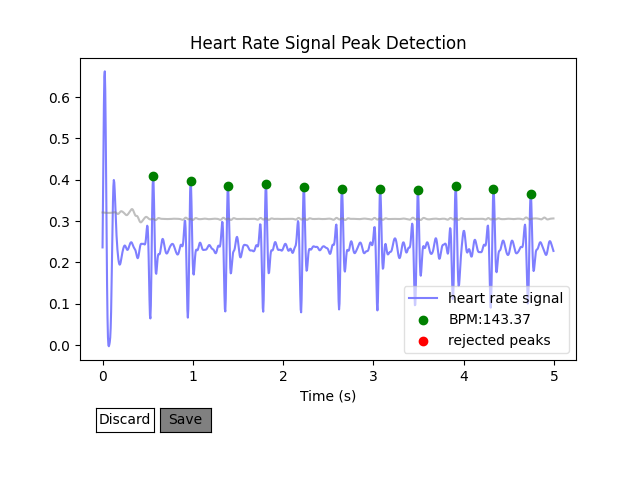 Heart Rate Signal Peak Detection
0.6
0.5
0.4
0.3
0.2
0.1
0.0
heart rate signal
BPM:143.37
rejected peaks
0 1 2 3 4 5
Time (s)
Discard Save